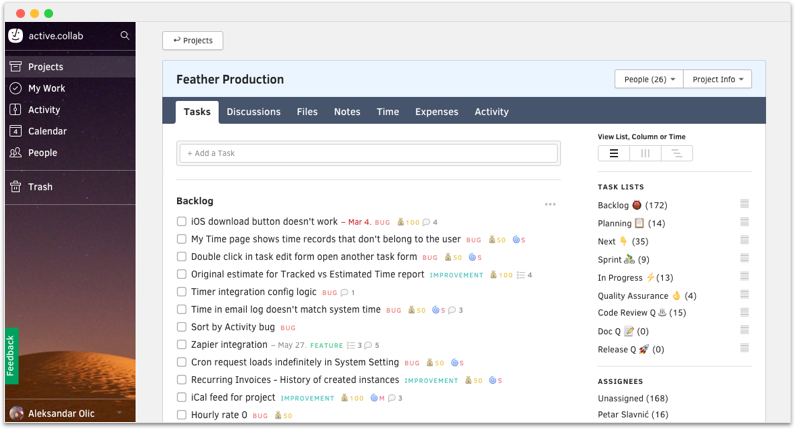 active.collab
Projects
My Work
Activity
4 Calendar
People
Trash
Feedback
Aleksandar Olic
↩ Projects
Feather Production
People (26)
Project Info
Tasks Discussions Files Notes Time Expenses Activity
+ Add a Task
Backlog
iOS download button doesn't work – Mar 4. BUG 100 4
My Time page shows time records that don't belong to the user BUG 50 S
Double click in task edit form open another task form BUG 50 S
Original estimate for Tracked vs Estimated Time report IMPROVEMENT 100 4
Timer integration config logic BUG 1
Time in email log doesn't match system time BUG 50 S 3
Sort by Activity bug BUG
Zapier integration – May 27. FEATURE 3 5
Cron request loads indefinitely in System Setting BUG 50 S
Recurring Invoices - History of created instances IMPROVEMENT 50 S
iCal feed for project IMPROVEMENT 100 M 3
Hourly rate 0 BUG 50
View List, Column or Time
TASK LISTS
Backlog 👹 (172)
Planning 📋 (14)
Next 👇 (35)
Sprint 🚴 (9)
In Progress ⚡(13)
Quality Assurance 👌 (4)
Code Review Q ♨ (15)
Doc Q 📝 (0)
Release Q 🚀 (0)
ASSIGNEES
Unassigned (168)
Petar Slavnić (16)